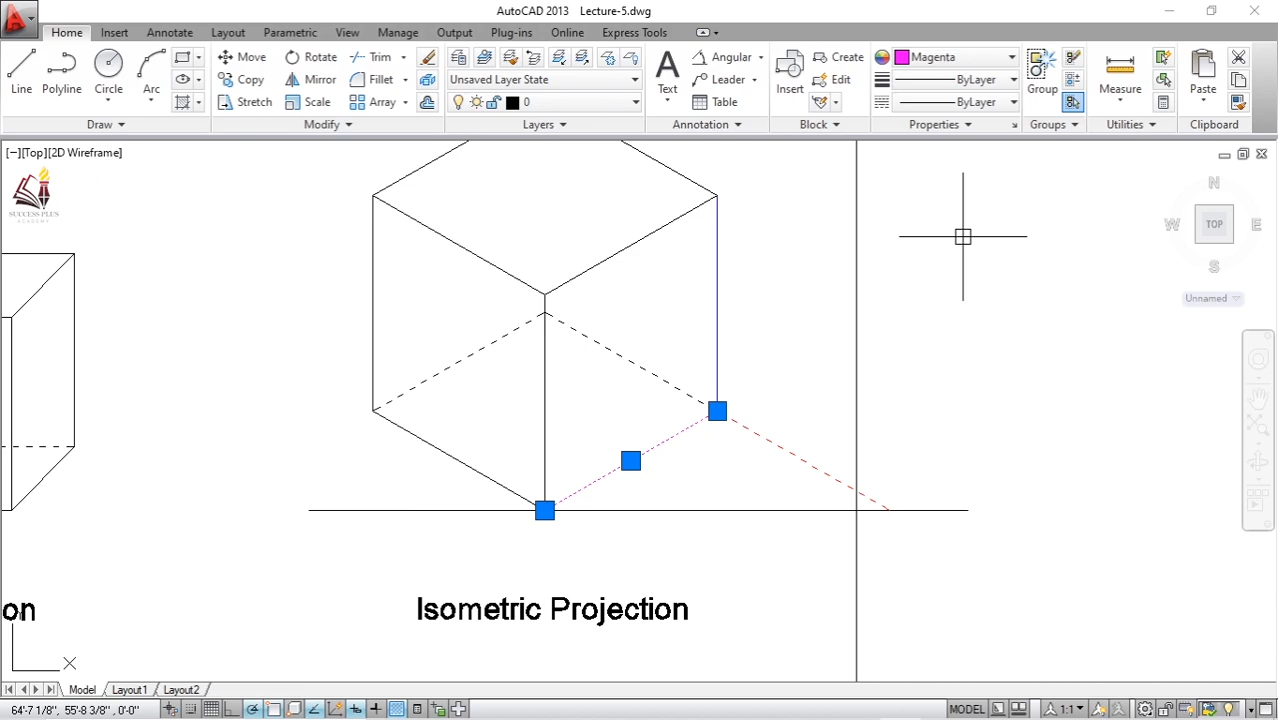 AutoCAD 2013 Lecture-5.dwg
Home Insert Annotate Layout Parametric View Manage Output Plug-ins Online Express Tools
Line Polyline Circle Arc
Move Rotate Trim
Copy Mirror Fillet
Stretch Scale Array
Unsaved Layer State
0
Text
Angular
Leader
Table
Insert
Create
Edit
Magenta
ByLayer
ByLayer
Group
Measure
Paste
Draw Modify Layers Annotation Block Properties Groups Utilities Clipboard
[−][Top][2D Wireframe]
SUCCESS PLUS
ACADEMY
N
W TOP E
S
Unnamed
on
Isometric Projection
X
Model Layout1 Layout2
64'-7 1/8", 55'-8 3/8", 0'-0"
MODEL
1:1